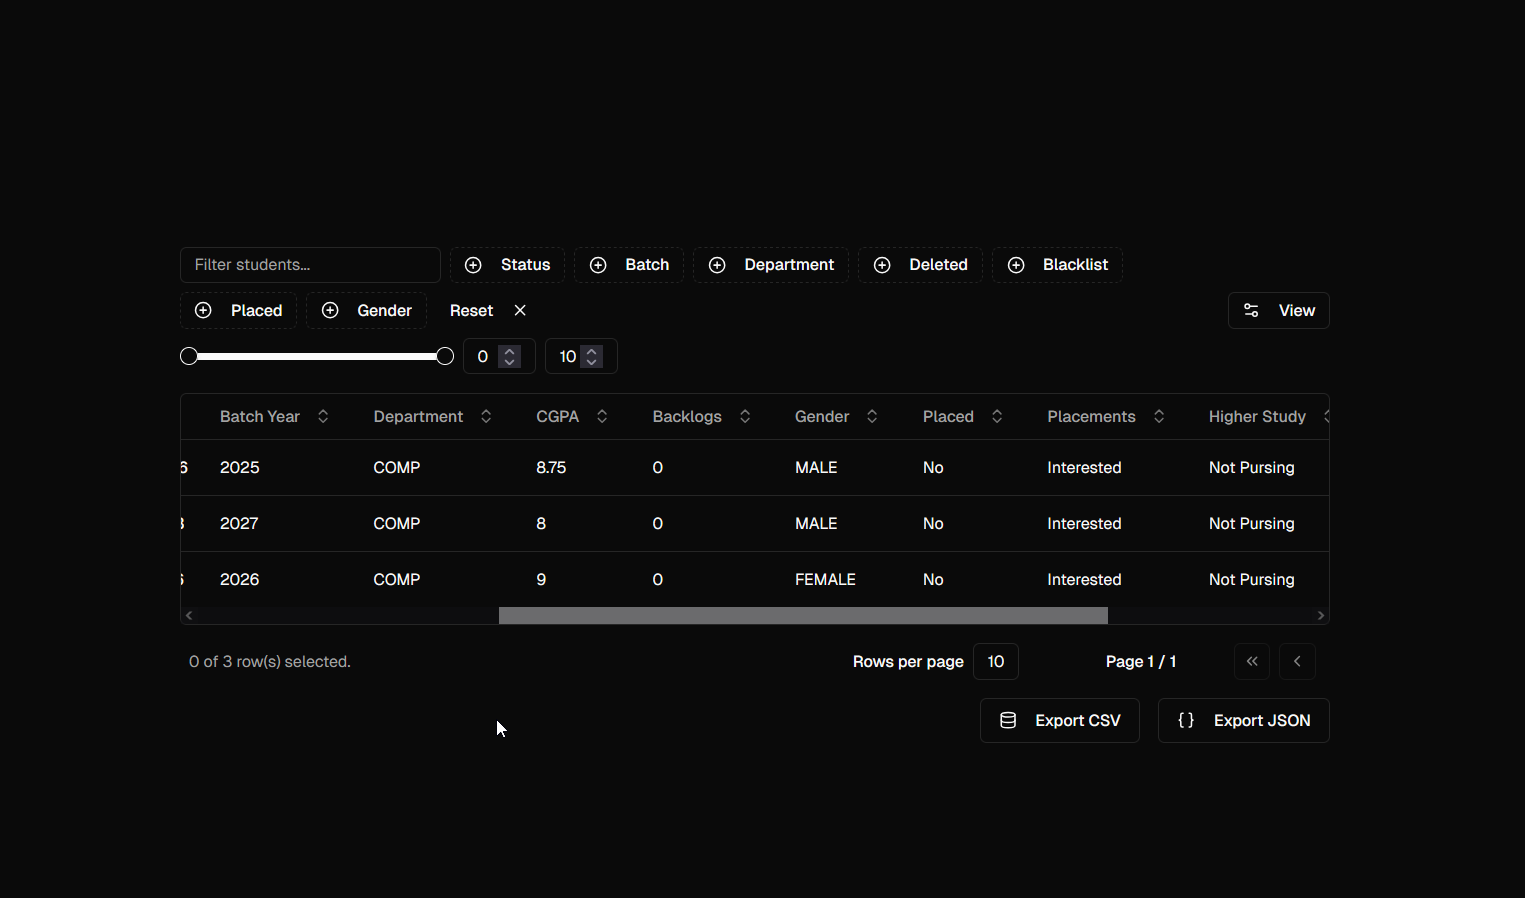 Filter students... Status Batch Department Deleted Blacklist
Placed Gender Reset View
0 10
Batch Year Department CGPA Backlogs Gender Placed Placements Higher Study
6 2025 COMP 8.75 0 MALE No Interested Not Pursing
2027 COMP 8 0 MALE No Interested Not Pursing
2026 COMP 9 0 FEMALE No Interested Not Pursing
0 of 3 row(s) selected. Rows per page 10 Page 1 / 1
Export CSV {} Export JSON